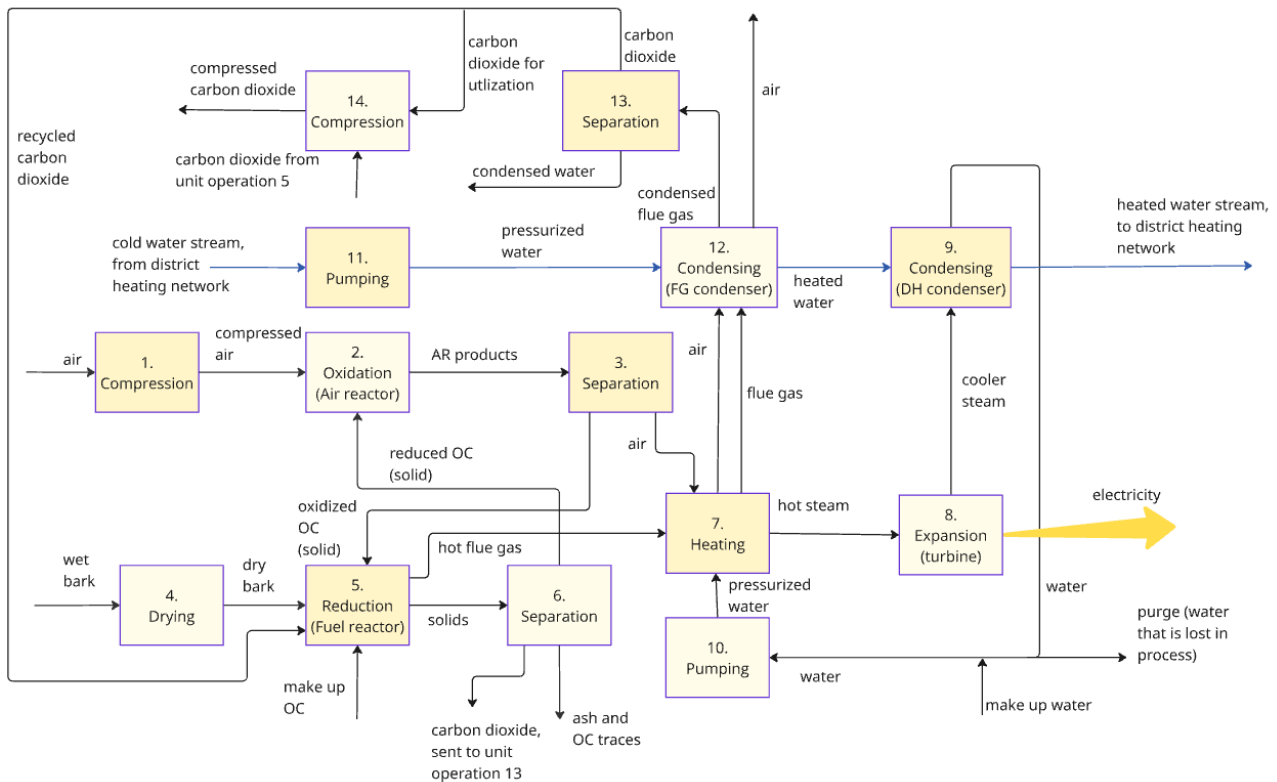 carbon
dioxide
carbon
dioxide for
utlization
compressed
carbon dioxide
14.
Compression
13.
Separation
air
recycled
carbon
dioxide
carbon dioxide from
unit operation 5
condensed water
condensed
flue gas
heated water stream,
to district heating
network
cold water stream,
from district
heating network
11.
Pumping
pressurized
water
12.
Condensing
(FG condenser)
heated
water
9.
Condensing
(DH condenser)
air
1.
Compression
compressed
air
2.
Oxidation
(Air reactor)
AR products
3.
Separation
air
flue gas
cooler
steam
reduced OC
(solid)
air
oxidized
OC
(solid)
hot flue gas
7.
Heating
hot steam
8.
Expansion
(turbine)
electricity
wet
bark
4.
Drying
dry
bark
5.
Reduction
(Fuel reactor)
solids
6.
Separation
pressurized
water
10.
Pumping
water
water
purge (water
that is lost in
process)
make up
OC
carbon dioxide,
sent to unit
operation 13
ash and
OC traces
make up water